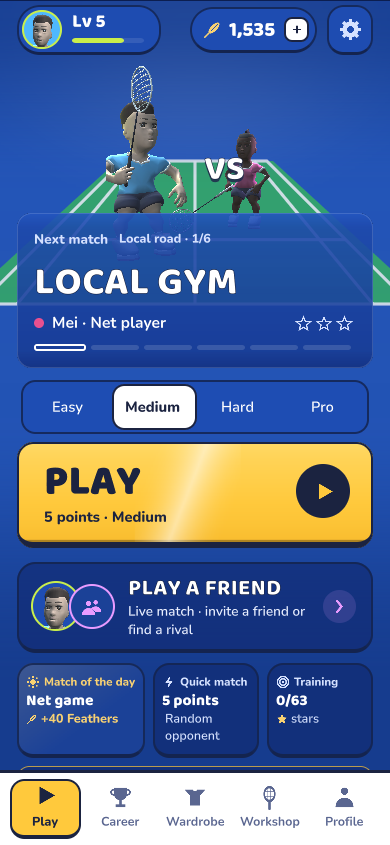 Lv 5
1,535
+
VS
Next match Local road · 1/6
LOCAL GYM
Mei · Net player
Easy
Medium
Hard
Pro
PLAY
5 points · Medium
PLAY A FRIEND
Live match · invite a friend or
find a rival
Match of the day
Net game
+40 Feathers
Quick match
5 points
Random
opponent
Training
0/63
stars
Play
Career
Wardrobe
Workshop
Profile